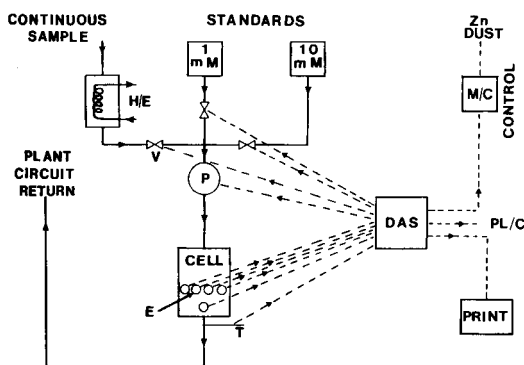 CONTINUOUS
SAMPLE
STANDARDS
1
mM
10
mM
Zn
DUST
M/C
CONTROL
H/E
V
PLANT
CIRCUIT
RETURN
P
DAS
PL/C
CELL
E
T
PRINT